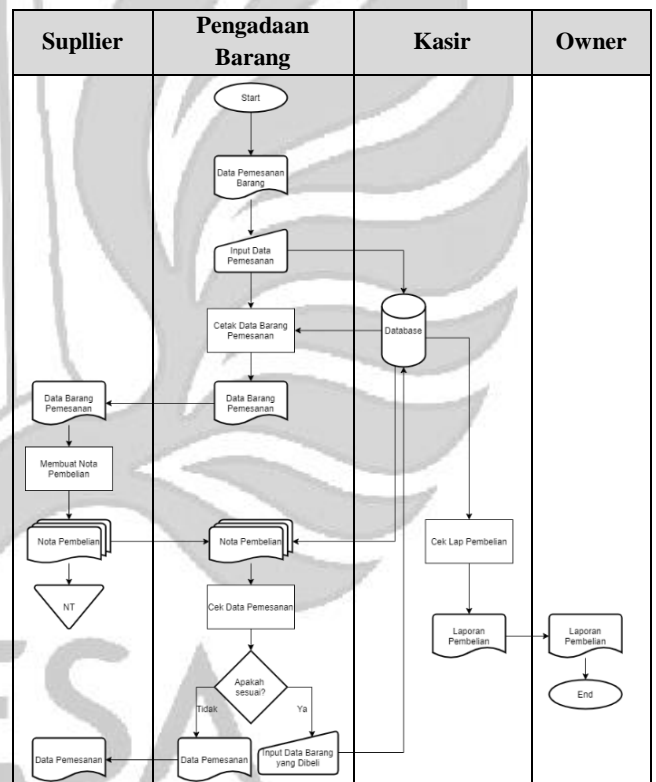 Supllier
Pengadaan
Barang
Kasir
Owner
Start
Data Pemesanan
Barang
Input Data
Pemesanan
Cetak Data Barang
Pemesanan
Database
Data Barang
Pemesanan
Data Barang
Pemesanan
Membuat Nota
Pembelian
Nota Pembelian
Nota Pembelian
Cek Lap Pembelian
NT
Cek Data Pemesanan
Laporan
Pembelian
Laporan
Pembelian
Apakah
sesuai?
Tidak
Ya
End
Data Pemesanan
Data Pemesanan
Input Data Barang
yang Dibeli
ESA